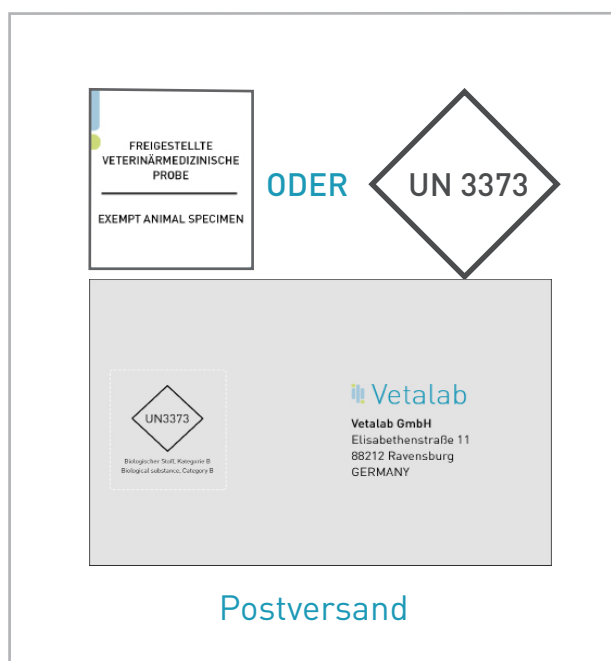 FREIGESTELLTE
VETERINÄRMEDIZINISCHE
PROBE
EXEMPT ANIMAL SPECIMEN
ODER
UN 3373
UN3373
Biologischer Stoff, Kategorie B
Biological substance, Category B
Vetalab
Vetalab GmbH
Elisabethenstraße 11
88212 Ravensburg
GERMANY
Postversand